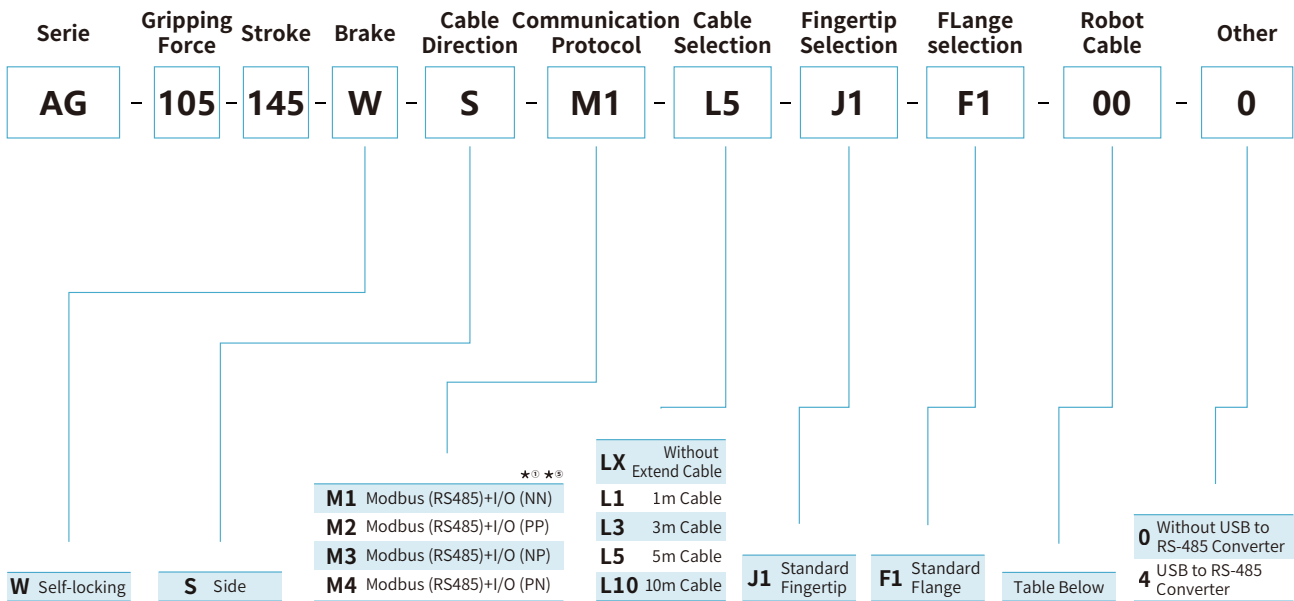 Serie
Gripping
Force
Stroke
Brake
Cable
Direction
Communication
Protocol
Cable
Selection
Fingertip
Selection
FLange
selection
Robot
Cable
Other
AG - 105 - 145 - W - S - M1 - L5 - J1 - F1 - 00 - 0
W Self-locking
S Side
★① ★⑤
M1 Modbus (RS485)+I/O (NN)
M2 Modbus (RS485)+I/O (PP)
M3 Modbus (RS485)+I/O (NP)
M4 Modbus (RS485)+I/O (PN)
LX Without
Extend Cable
L1 1m Cable
L3 3m Cable
L5 5m Cable
L10 10m Cable
J1 Standard
Fingertip
F1 Standard
Flange
Table Below
0 Without USB to
RS-485 Converter
4 USB to RS-485
Converter